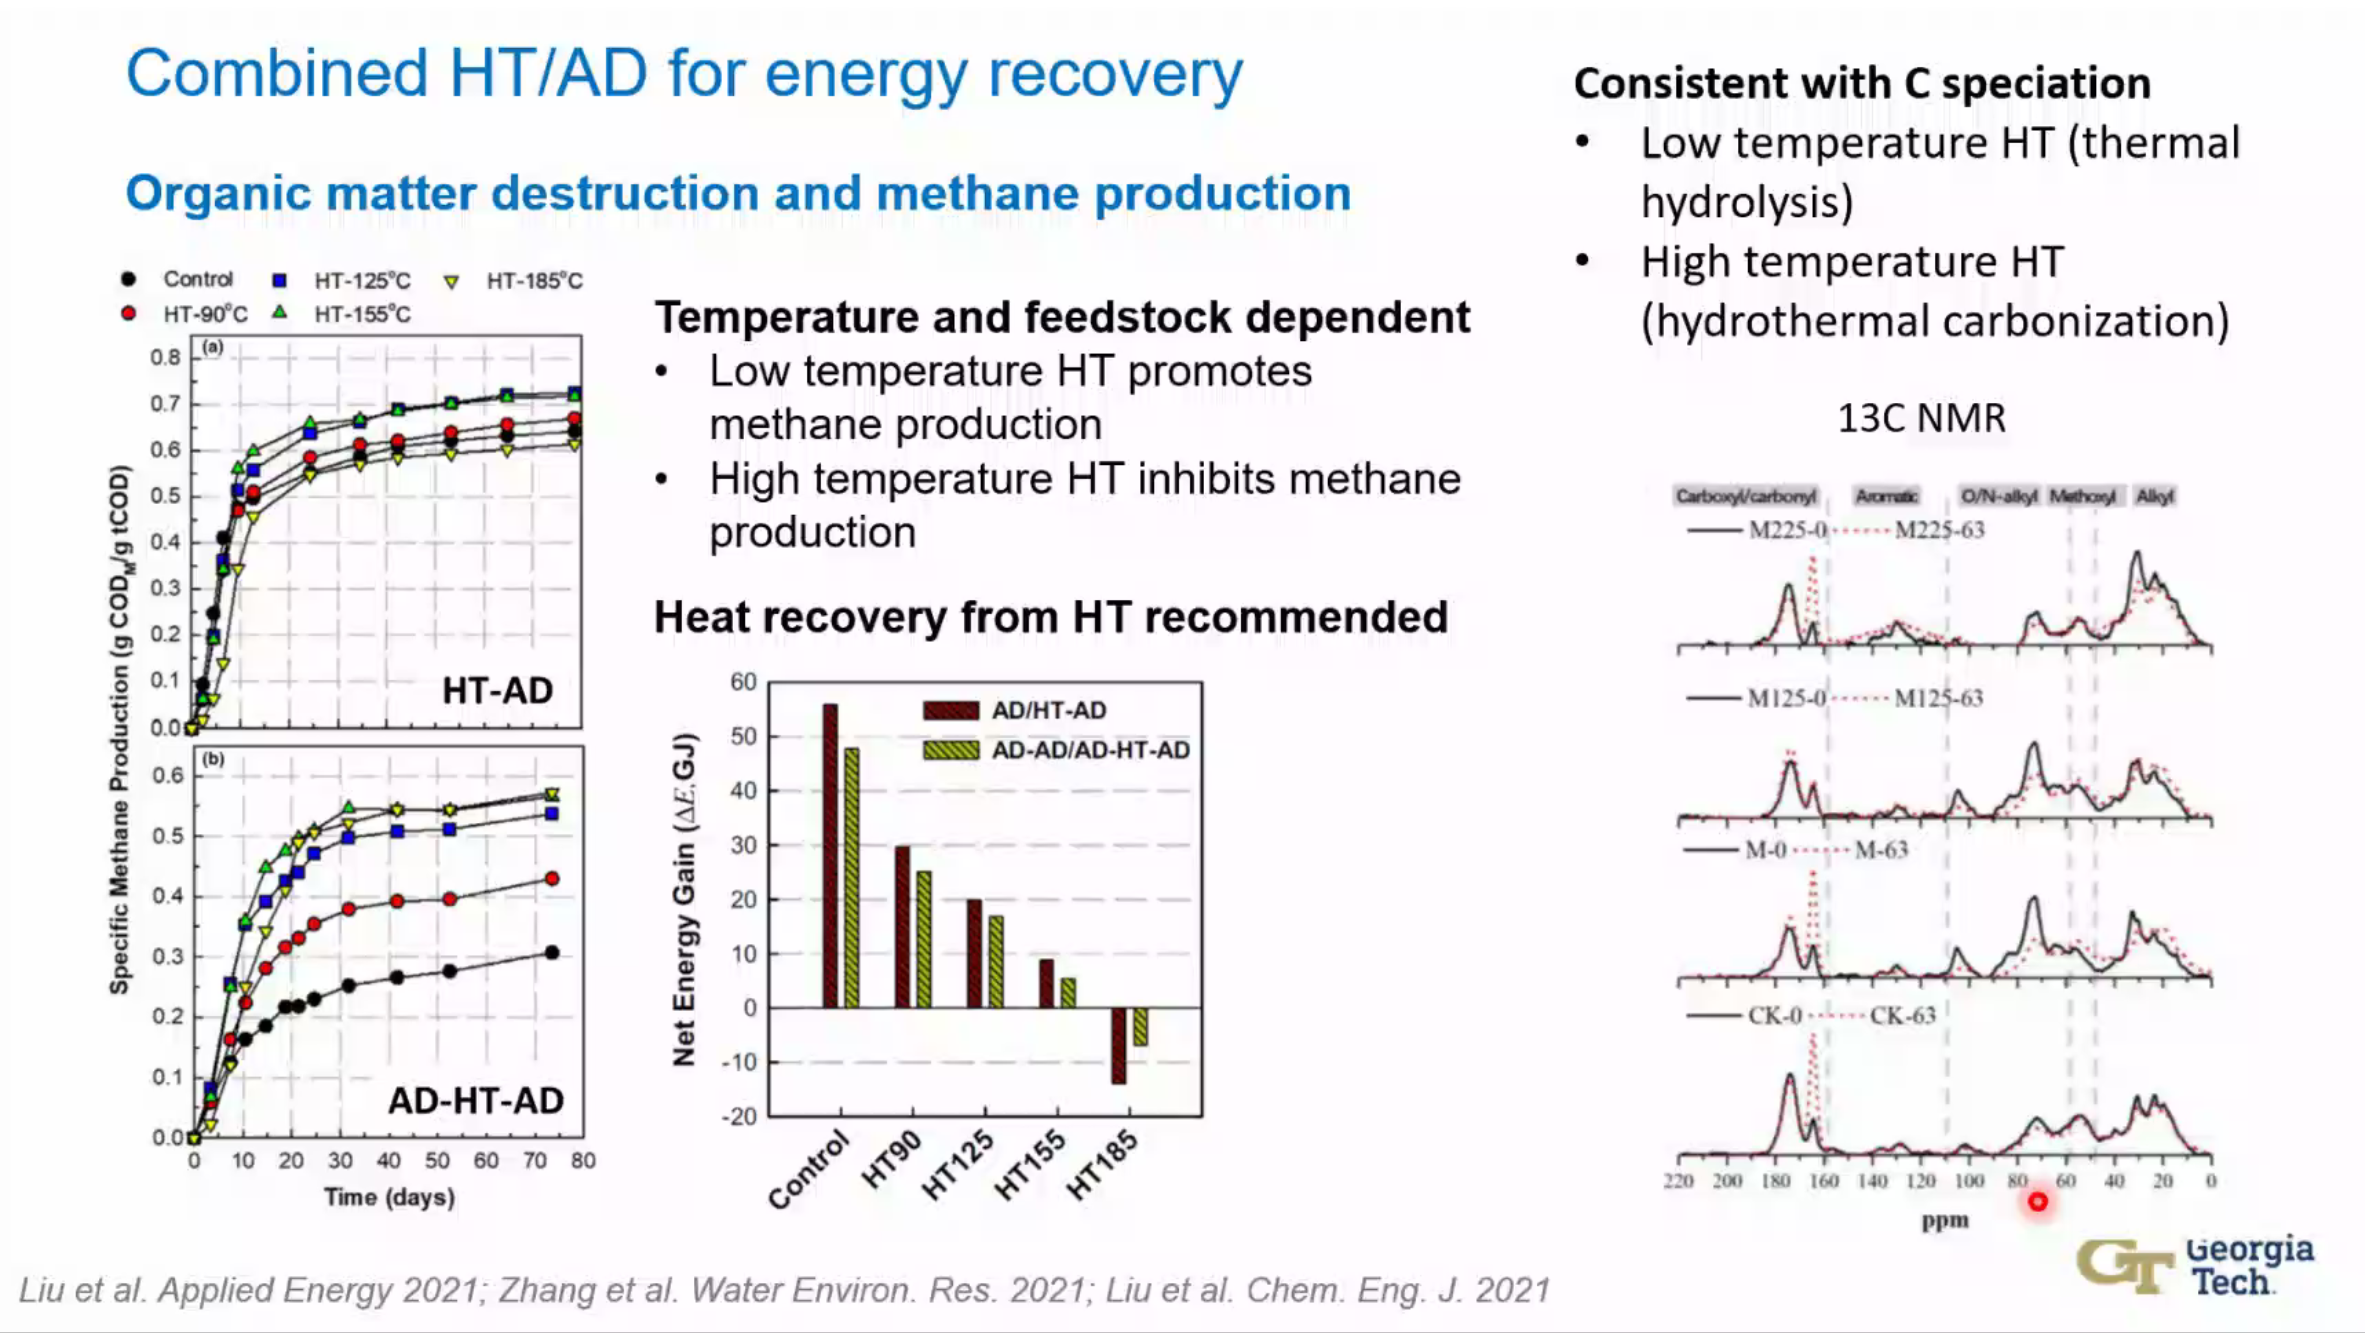 Combined HT/AD for energy recovery
Organic matter destruction and methane production
Control HT-125°C HT-185°C
HT-90°C HT-155°C
(a)
0.8
0.7
0.6
0.5
0.4
0.3
0.2
0.1
0.0
HT-AD
(b)
0.6
0.5
0.4
0.3
0.2
0.1
0.0
AD-HT-AD
0 10 20 30 40 50 60 70 80
Time (days)
Specific Methane Production (g COD_M/g tCOD)
Temperature and feedstock dependent
• Low temperature HT promotes
methane production
• High temperature HT inhibits methane
production
Heat recovery from HT recommended
60
50
40
30
20
10
0
-10
-20
Net Energy Gain (ΔE,GJ)
AD/HT-AD
AD-AD/AD-HT-AD
Control HT90 HT125 HT155 HT185
Consistent with C speciation
• Low temperature HT (thermal
hydrolysis)
• High temperature HT
(hydrothermal carbonization)
13C NMR
Carboxyl/carbonyl Aromatic O/N-alkyl Methoxyl Alkyl
M225-0 M225-63
M125-0 M125-63
M-0 M-63
CK-0 CK-63
220 200 180 160 140 120 100 80 60 40 20 0
ppm
Liu et al. Applied Energy 2021; Zhang et al. Water Environ. Res. 2021; Liu et al. Chem. Eng. J. 2021
GT Georgia
Tech.